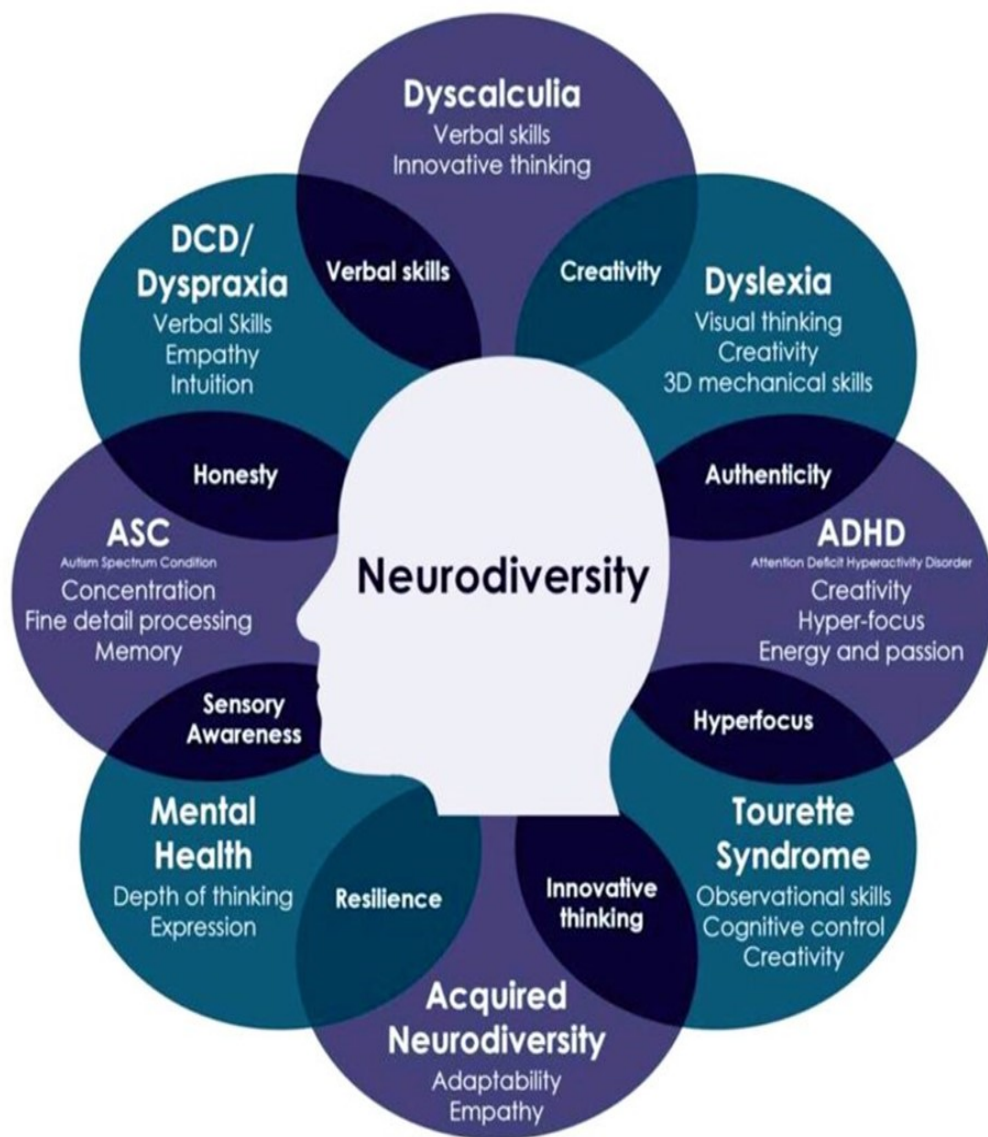 Dyscalculia
Verbal skills
Innovative thinking
Verbal skills
Creativity
DCD/
Dyspraxia
Verbal Skills
Empathy
Intuition
Dyslexia
Visual thinking
Creativity
3D mechanical skills
Honesty
Authenticity
ASC
Autism Spectrum Condition
Concentration
Fine detail processing
Memory
Neurodiversity
ADHD
Attention Deficit Hyperactivity Disorder
Creativity
Hyper-focus
Energy and passion
Sensory
Awareness
Hyperfocus
Mental
Health
Depth of thinking
Expression
Resilience
Innovative
thinking
Tourette
Syndrome
Observational skills
Cognitive control
Creativity
Acquired
Neurodiversity
Adaptability
Empathy